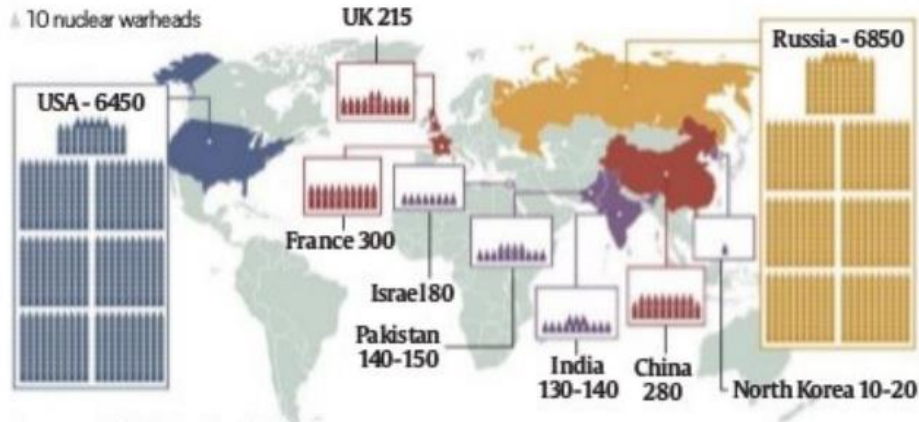 10 nuclear warheads
UK 215
Russia - 6850
USA - 6450
France 300
Israel 80
Pakistan
140-150
India
130-140
China
280
North Korea 10-20